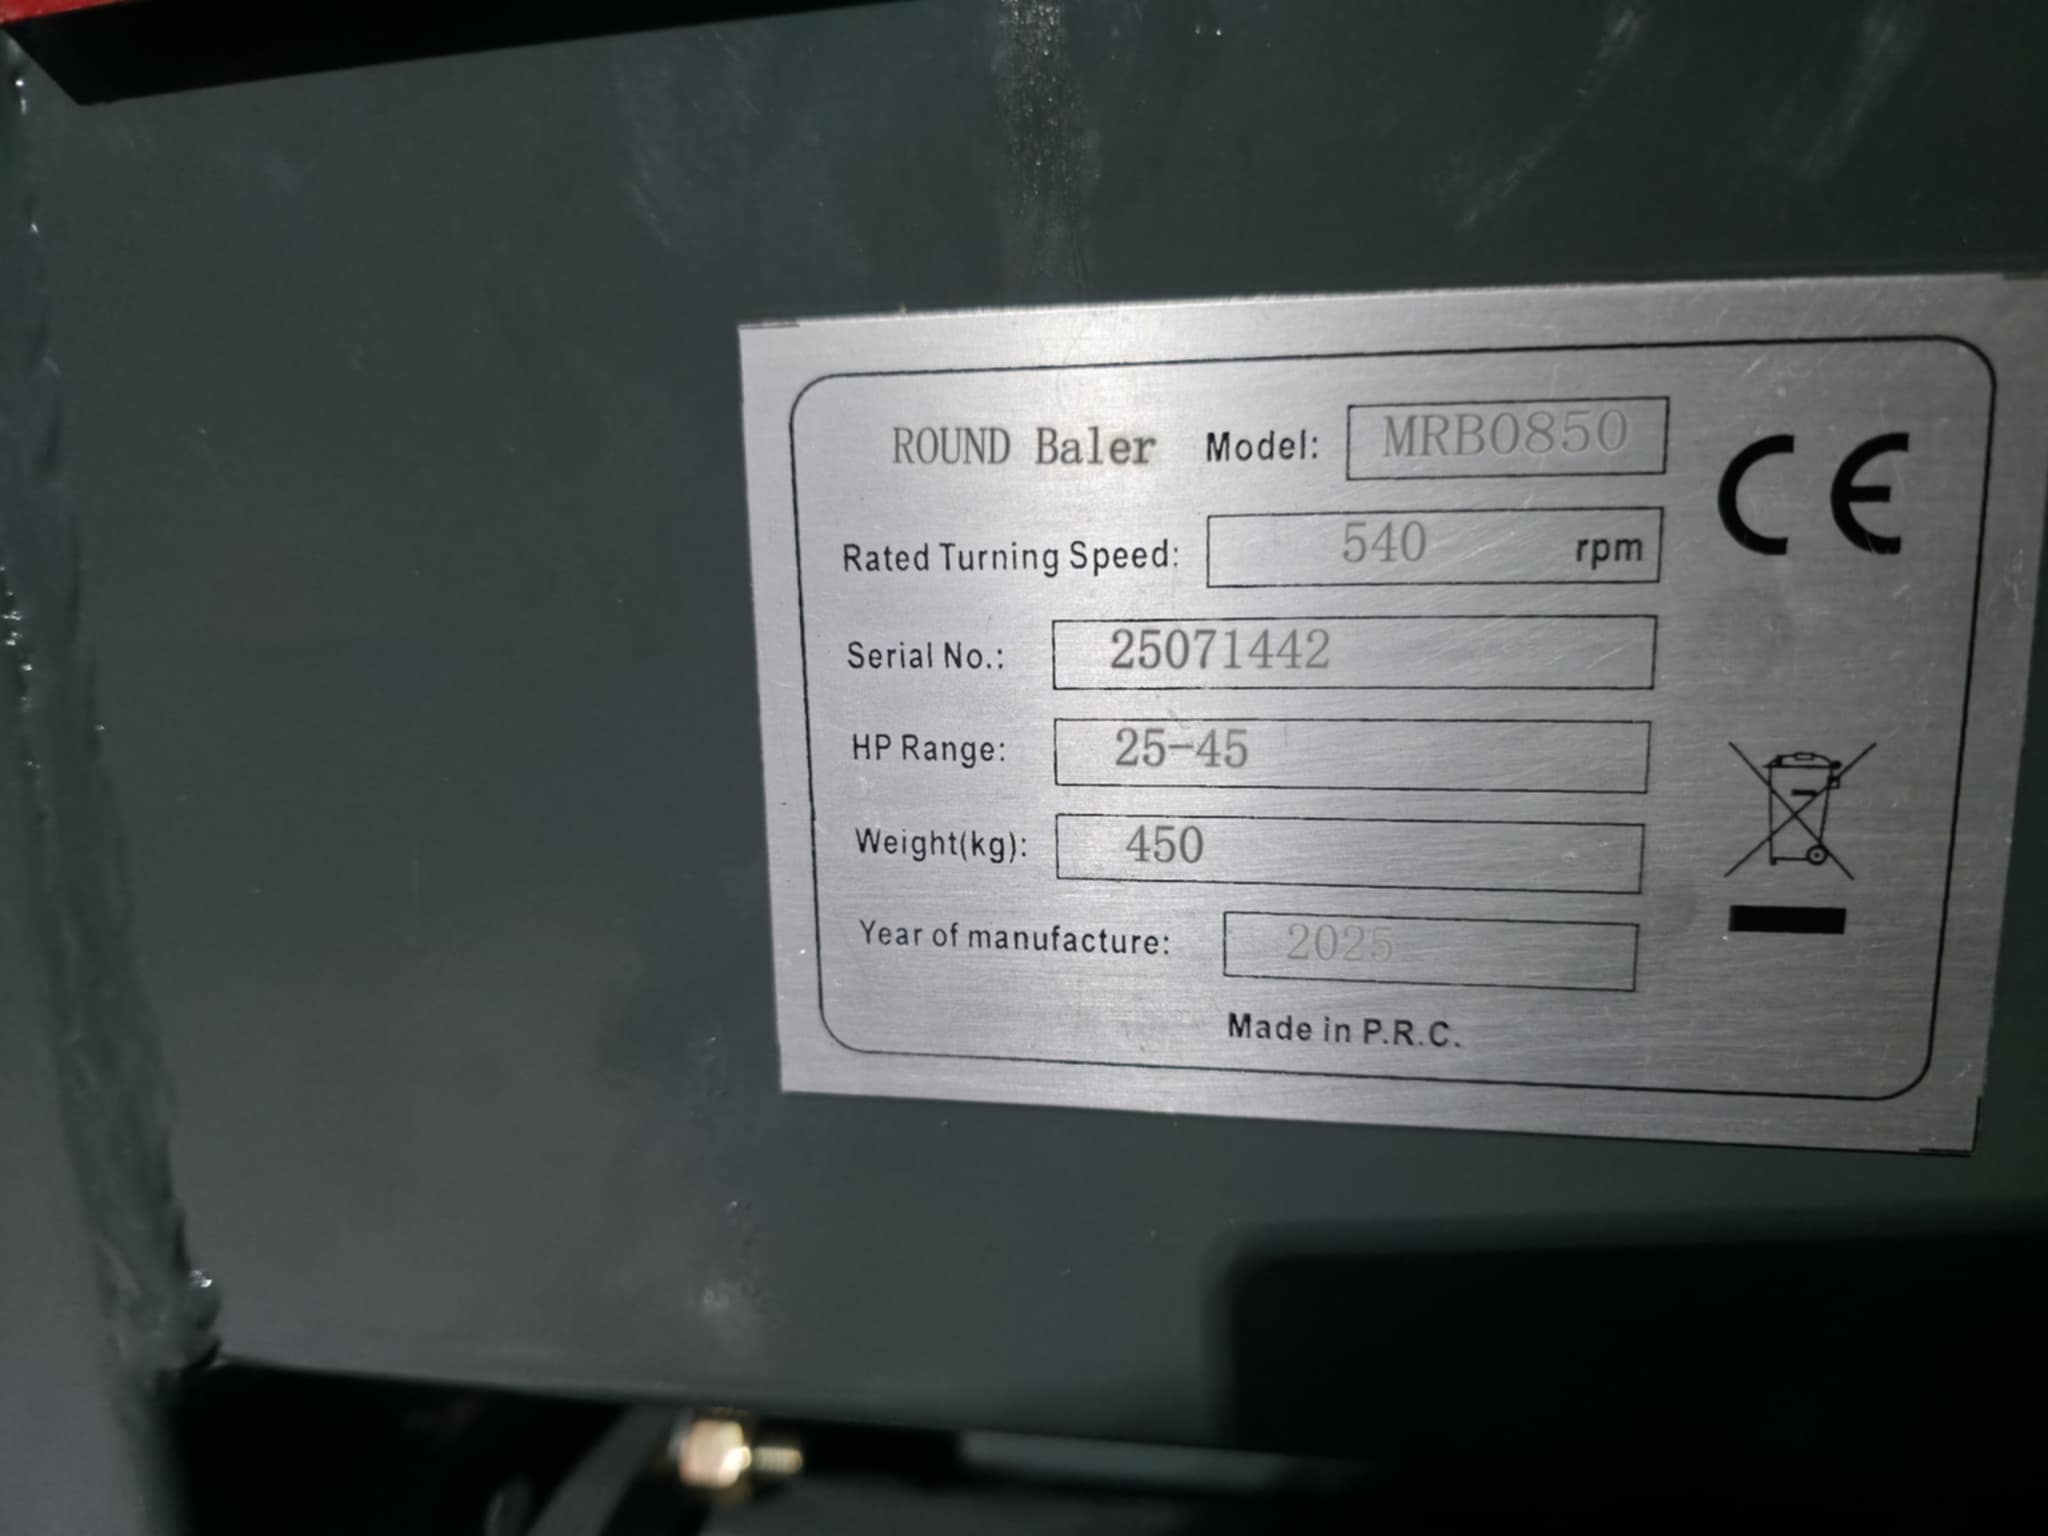 ROUND Baler Model: MRB0850
CE
Rated Turning Speed: 540 rpm
Serial No.: 25071442
HP Range: 25-45
Weight(kg): 450
Year of manufacture: 2025
Made in P.R.C.